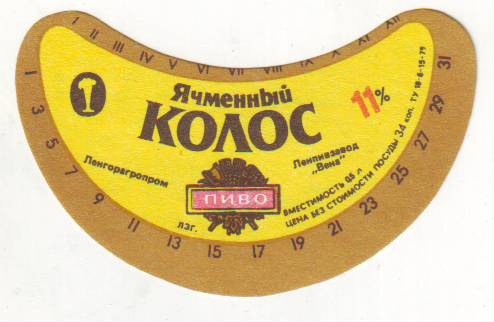 I II III IV V VI VII VIII IX X XI XII
1
Ячменный
КОЛОС
11%
Ленгорагропром
Ленпивзавод
„Вена"
ПИВО
лзг.
ВМЕСТИМОСТЬ 0,5 л
ЦЕНА БЕЗ СТОИМОСТИ ПОСУДЫ 34 коп. ТУ 18-6-15-79
1 3 5 7 9 11 13 15 17 19 21 23 25 27 29 31